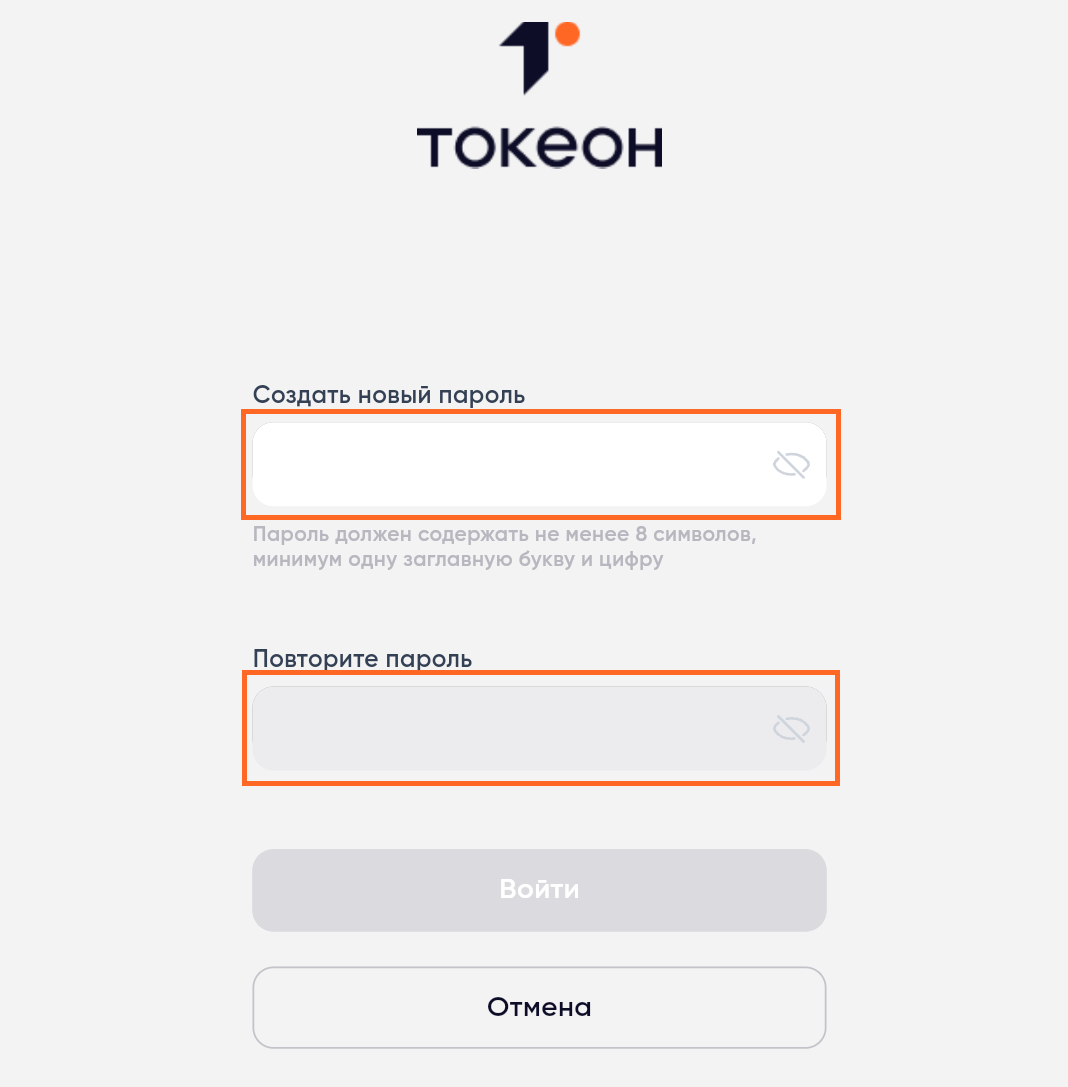 ТОКЕОН
Создать новый пароль
Пароль должен содержать не менее 8 символов,
минимум одну заглавную букву и цифру
Повторите пароль
Войти
Отмена